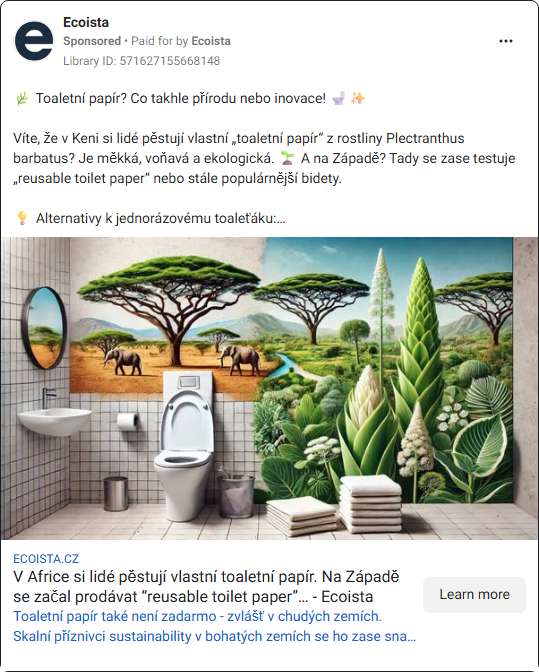 Ecoista
Sponsored • Paid for by Ecoista
Library ID: 571627155668148
🌿 Toaletní papír? Co takhle přírodu nebo inovace! 🚽 ✨
Víte, že v Keni si lidé pěstují vlastní „toaletní papír“ z rostliny Plectranthus
barbatus? Je měkká, voňavá a ekologická. 🌱 A na Západě? Tady se zase testuje
„reusable toilet paper“ nebo stále populárnější bidety.
💡 Alternativy k jednorázovému toaleťáku:...
ECOISTA.CZ
V Africe si lidé pěstují vlastní toaletní papír. Na Západě
se začal prodávat “reusable toilet paper”... - Ecoista
Learn more
Toaletní papír také není zadarmo - zvlášť v chudých zemích.
Skalní příznivci sustainability v bohatých zemích se ho zase sna...